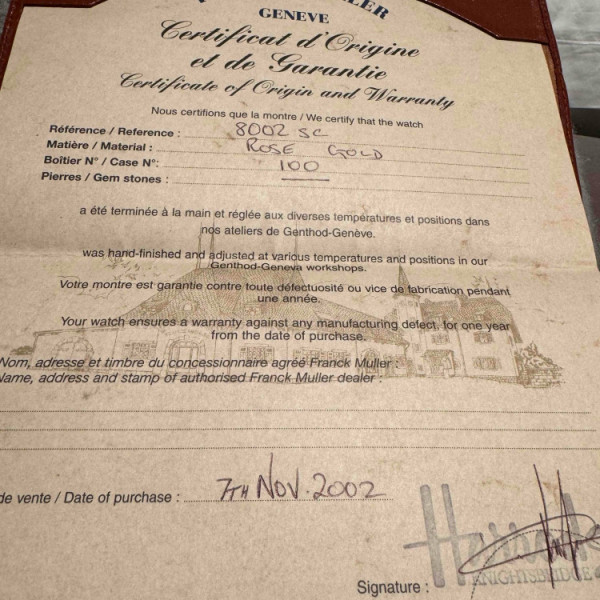 GENEVE
Certificat d'Origine
et de Garantie
Certificate of Origin and Warranty
Nous certifions que la montre / We certify that the watch
Référence / Reference : 8002 SC
Matière / Material : ROSE GOLD
Boîtier N° / Case N°: 100
Pierres / Gem stones :
a été terminée à la main et réglée aux diverses températures et positions dans
nos ateliers de Genthod-Genève.
was hand-finished and adjusted at various temperatures and positions in our
Genthod-Geneva workshops.
Votre montre est garantie contre toute défectuosité ou vice de fabrication pendant
une année.
Your watch ensures a warranty against any manufacturing defect, for one year
from the date of purchase.
Nom, adresse et timbre du concessionnaire agréé Franck Muller :
Name, address and stamp of authorised Franck Muller dealer :
de vente / Date of purchase : 7TH NOV. 2002
Harrods
KNIGHTSBRIDGE
Signature :